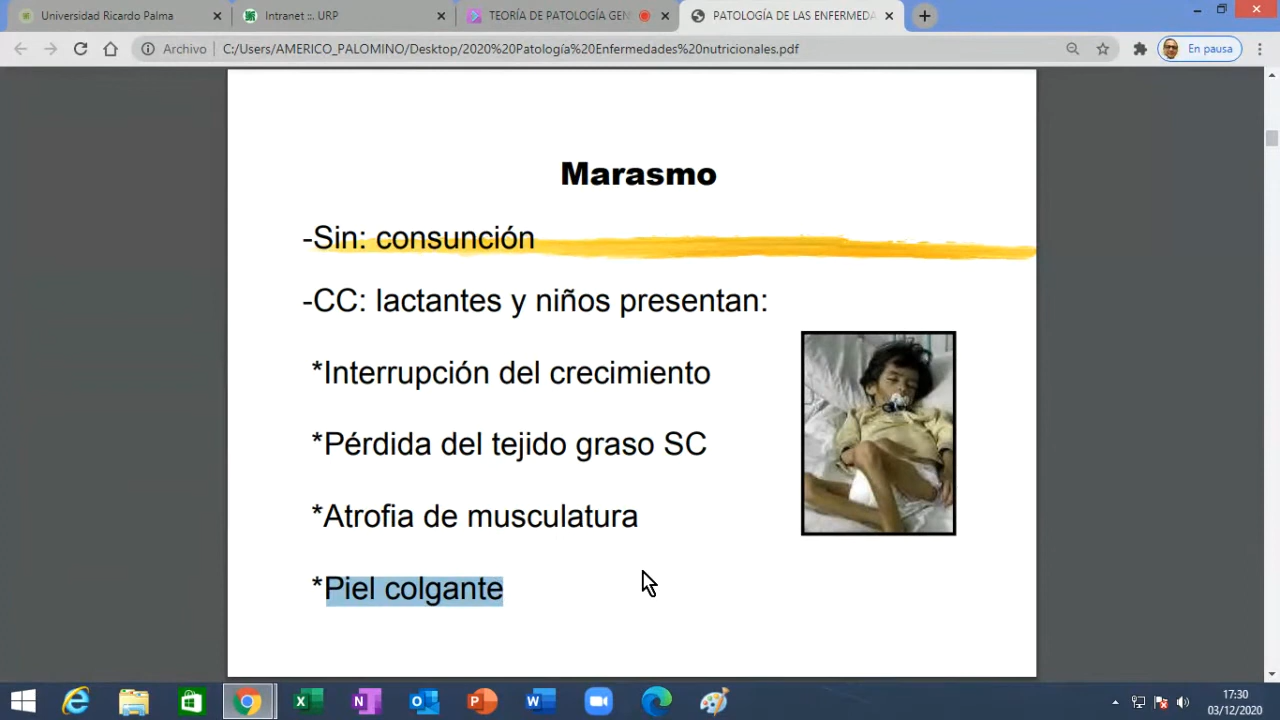 Universidad Ricardo Palma
Intranet ::. URP
TEORÍA DE PATOLOGÍA GEN
PATOLOGÍA DE LAS ENFERMEDA
Archivo
C:/Users/AMERICO_PALOMINO/Desktop/2020%20Patología%20Enfermedades%20nutricionales.pdf
En pausa
Marasmo
-Sin: consunción
-CC: lactantes y niños presentan:
*Interrupción del crecimiento
*Pérdida del tejido graso SC
*Atrofia de musculatura
*Piel colgante
17:30
03/12/2020